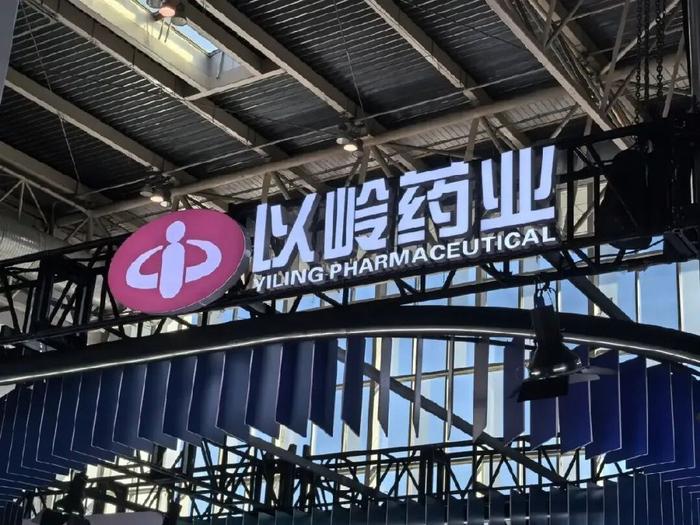 以岭药业
YILING PHARMACEUTICAL